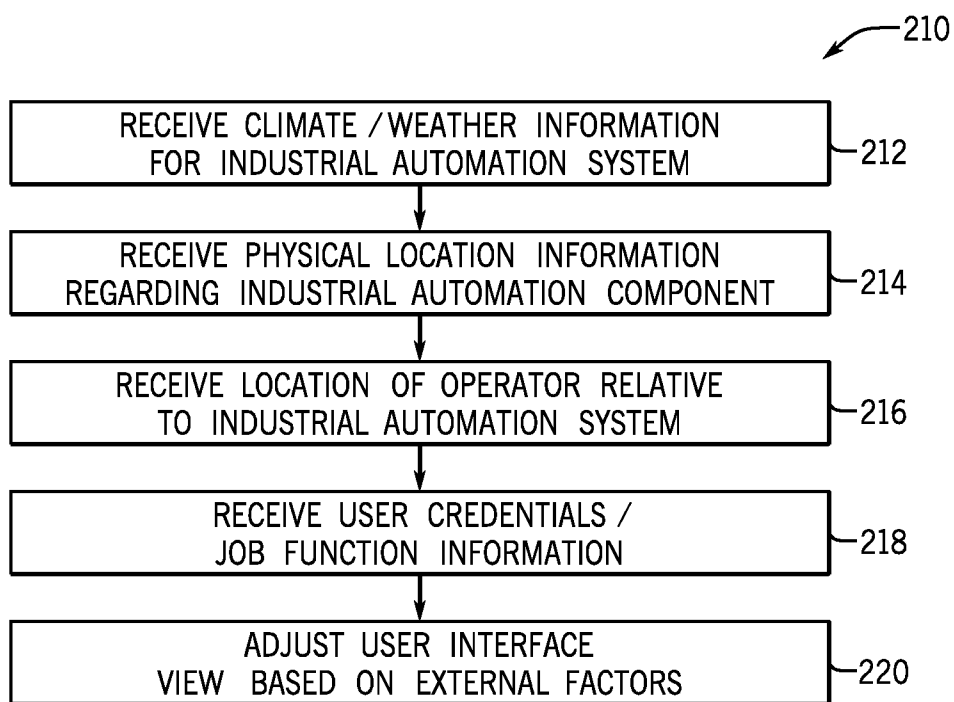 210
RECEIVE CLIMATE / WEATHER INFORMATION
FOR INDUSTRIAL AUTOMATION SYSTEM
212
RECEIVE PHYSICAL LOCATION INFORMATION
REGARDING INDUSTRIAL AUTOMATION COMPONENT
214
RECEIVE LOCATION OF OPERATOR RELATIVE
TO INDUSTRIAL AUTOMATION SYSTEM
216
RECEIVE USER CREDENTIALS /
JOB FUNCTION INFORMATION
218
ADJUST USER INTERFACE
VIEW BASED ON EXTERNAL FACTORS
220